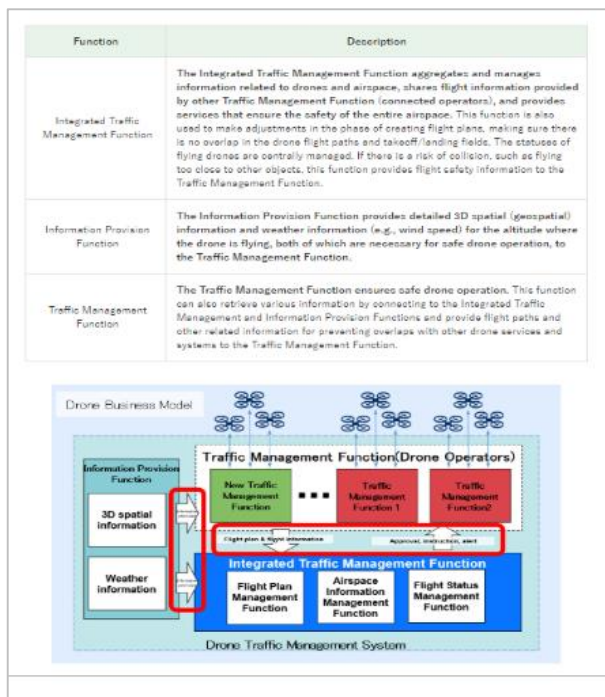 Function
Description
Integrated Traffic
Management Function
The Integrated Traffic Management Function aggregates and manages
information related to drones and airspace, shares flight information provided
by other Traffic Management Function (connected operators), and provides
services that ensure the safety of the entire airspace. This function is also
used to make adjustments in the phase of creating flight plans, making sure there
is no overlap in the drone flight paths and takeoff/landing fields. The statuses of
flying drones are centrally managed. If there is a risk of collision, such as flying
too close to other objects, this function provides flight safety information to the
Traffic Management Function.
Information Provision
Function
The Information Provision Function provides detailed 3D spatial (geospatial)
information and weather information (e.g., wind speed) for the altitude where
the drone is flying, both of which are necessary for safe drone operation, to
the Traffic Management Function.
Traffic Management
Function
The Traffic Management Function ensures safe drone operation. This function
can also retrieve various information by connecting to the Integrated Traffic
Management and Information Provision Functions and provide flight paths and
other related information for preventing overlaps with other drone services and
systems to the Traffic Management Function.
Drone Business Model
Traffic Management Function(Drone Operators)
Information Provision
Function
New Traffic
Management
Function
Traffic
Management
Function 1
Traffic
Management
Function2
3D spatial
information
Flight plan & flight information
Approval, instruction, alert
Integrated Traffic Management Function
Weather
information
Flight Plan
Management
Function
Airspace
Information
Management
Function
Flight Status
Management
Function
Drone Traffic Management System